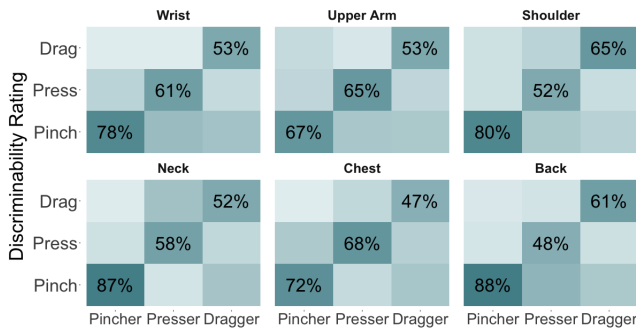 Wrist Upper Arm Shoulder
Discriminability Rating
Drag 53% 53% 65%
Press 61% 65% 52%
Pinch 78% 67% 80%
Neck Chest Back
Drag 52% 47% 61%
Press 58% 68% 48%
Pinch 87% 72% 88%
Pincher Presser Dragger Pincher Presser Dragger Pincher Presser Dragger